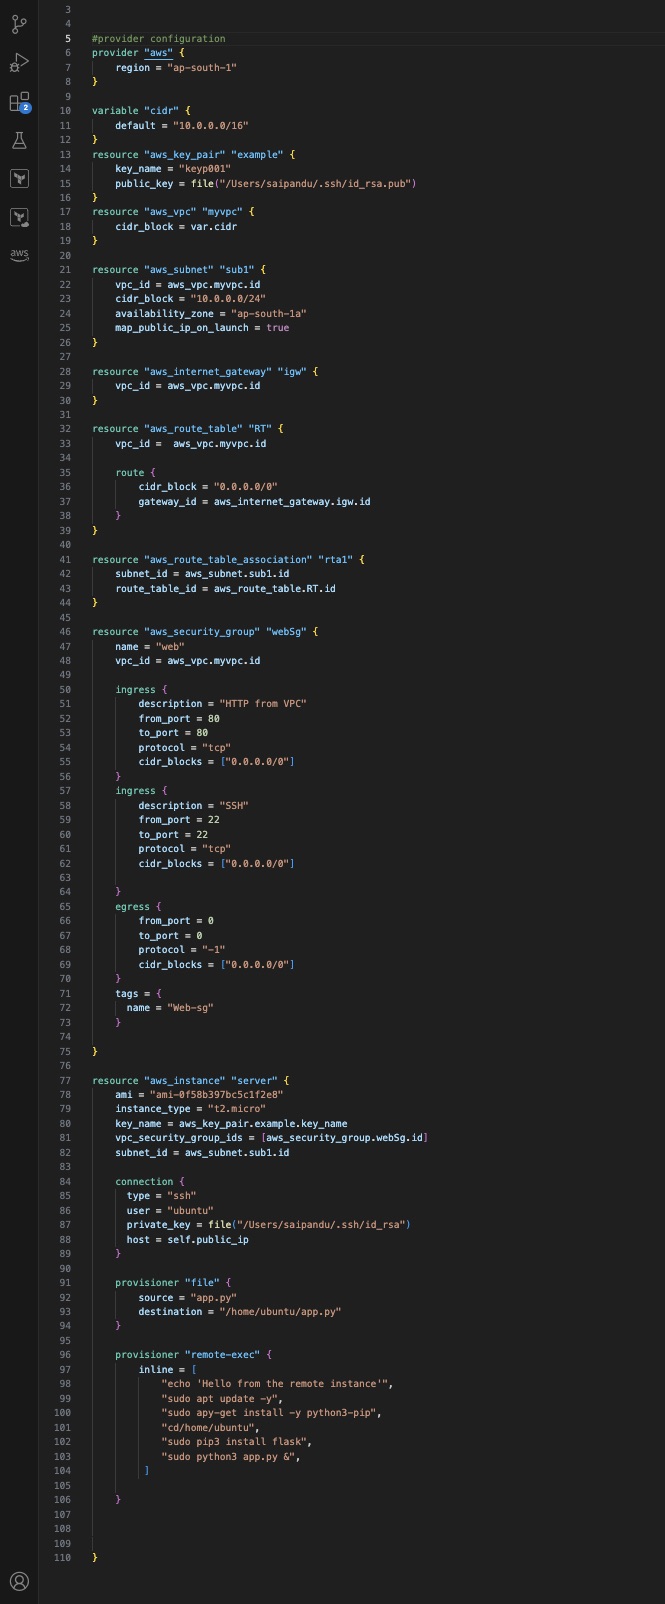 3
4
5 #provider configuration
6 provider "aws" {
7 region = "ap-south-1"
8 }
9
10 variable "cidr" {
11 default = "10.0.0.0/16"
12 }
13 resource "aws_key_pair" "example" {
14 key_name = "keyp001"
15 public_key = file("/Users/saipandu/.ssh/id_rsa.pub")
16 }
17 resource "aws_vpc" "myvpc" {
18 cidr_block = var.cidr
19 }
20
21 resource "aws_subnet" "sub1" {
22 vpc_id = aws_vpc.myvpc.id
23 cidr_block = "10.0.0.0/24"
24 availability_zone = "ap-south-1a"
25 map_public_ip_on_launch = true
26 }
27
28 resource "aws_internet_gateway" "igw" {
29 vpc_id = aws_vpc.myvpc.id
30 }
31
32 resource "aws_route_table" "RT" {
33 vpc_id =  aws_vpc.myvpc.id
34
35 route {
36 cidr_block = "0.0.0.0/0"
37 gateway_id = aws_internet_gateway.igw.id
38 }
39 }
40
41 resource "aws_route_table_association" "rta1" {
42 subnet_id = aws_subnet.sub1.id
43 route_table_id = aws_route_table.RT.id
44 }
45
46 resource "aws_security_group" "webSg" {
47 name = "web"
48 vpc_id = aws_vpc.myvpc.id
49
50 ingress {
51 description = "HTTP from VPC"
52 from_port = 80
53 to_port = 80
54 protocol = "tcp"
55 cidr_blocks = ["0.0.0.0/0"]
56 }
57 ingress {
58 description = "SSH"
59 from_port = 22
60 to_port = 22
61 protocol = "tcp"
62 cidr_blocks = ["0.0.0.0/0"]
63
64 }
65 egress {
66 from_port = 0
67 to_port = 0
68 protocol = "-1"
69 cidr_blocks = ["0.0.0.0/0"]
70 }
71 tags = {
72 name = "Web-sg"
73 }
74
75 }
76
77 resource "aws_instance" "server" {
78 ami = "ami-0f58b397bc5c1f2e8"
79 instance_type = "t2.micro"
80 key_name = aws_key_pair.example.key_name
81 vpc_security_group_ids = [aws_security_group.webSg.id]
82 subnet_id = aws_subnet.sub1.id
83
84 connection {
85 type = "ssh"
86 user = "ubuntu"
87 private_key = file("/Users/saipandu/.ssh/id_rsa")
88 host = self.public_ip
89 }
90
91 provisioner "file" {
92 source = "app.py"
93 destination = "/home/ubuntu/app.py"
94 }
95
96 provisioner "remote-exec" {
97 inline = [
98 "echo 'Hello from the remote instance'",
99 "sudo apt update -y",
100 "sudo apy-get install -y python3-pip",
101 "cd/home/ubuntu",
102 "sudo pip3 install flask",
103 "sudo python3 app.py &",
104 ]
105
106 }
107
108
109
110 }
2
aws